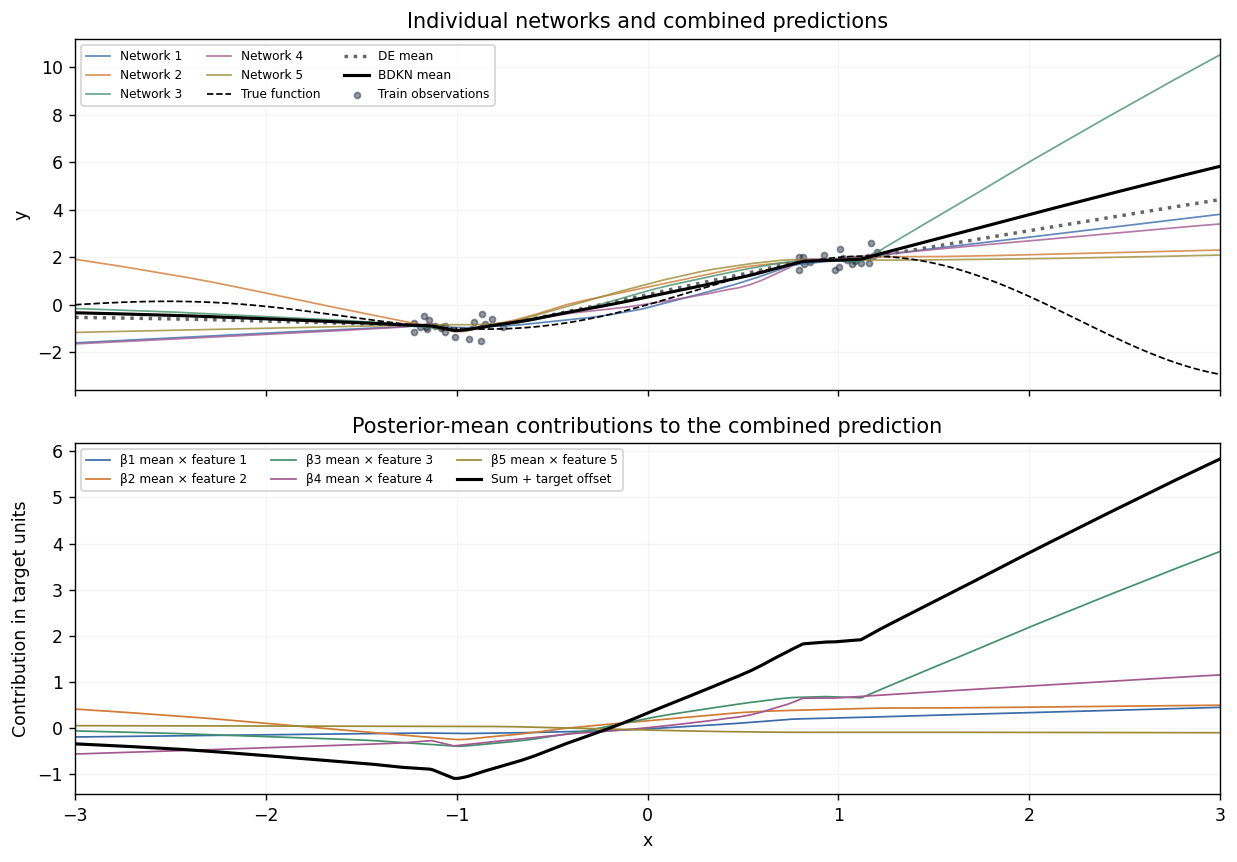 Individual networks and combined predictions
Network 1
Network 2
Network 3
Network 4
Network 5
True function
DE mean
BDKN mean
Train observations
10
8
6
4
2
0
−2
y
Posterior-mean contributions to the combined prediction
β1 mean × feature 1
β2 mean × feature 2
β3 mean × feature 3
β4 mean × feature 4
β5 mean × feature 5
Sum + target offset
6
5
4
3
2
1
0
−1
Contribution in target units
−3
−2
−1
0
1
2
3
x